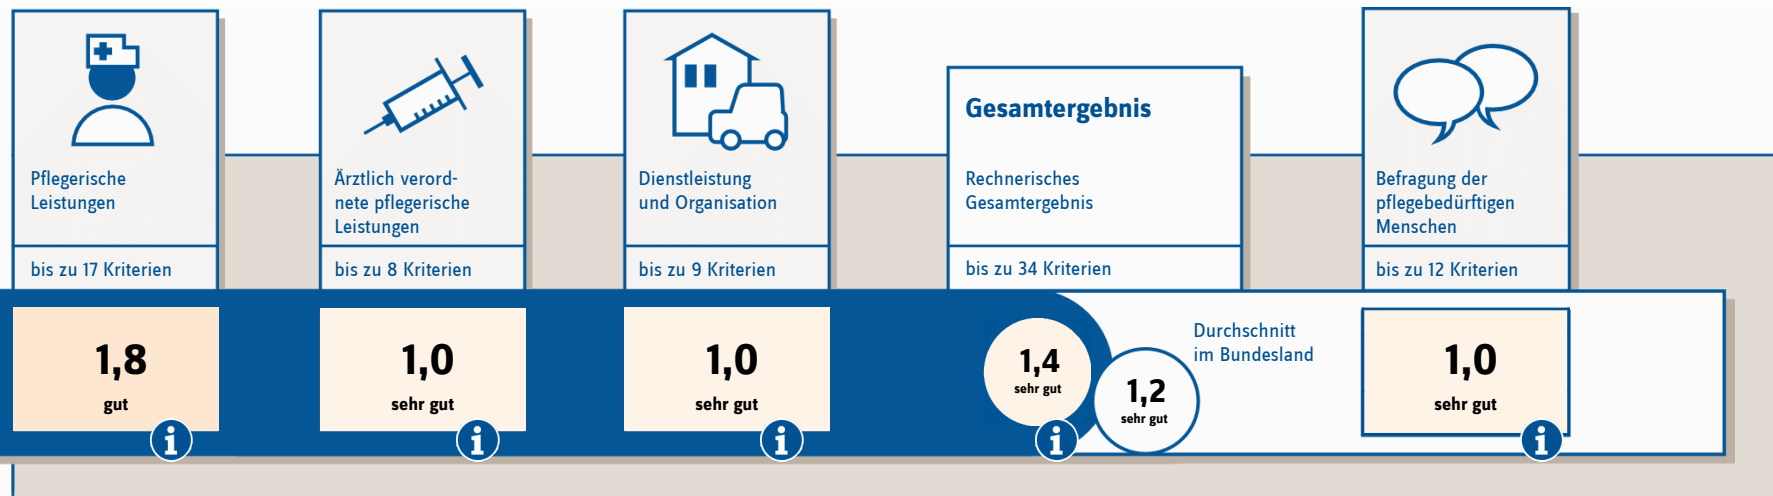 Pflegerische
Leistungen
bis zu 17 Kriterien
1,8
gut
i
Ärztlich verord-
nete pflegerische
Leistungen
bis zu 8 Kriterien
1,0
sehr gut
i
Dienstleistung
und Organisation
bis zu 9 Kriterien
1,0
sehr gut
i
Gesamtergebnis
Rechnerisches
Gesamtergebnis
bis zu 34 Kriterien
1,4
sehr gut
i
1,2
sehr gut
Durchschnitt
im Bundesland
Befragung der
pflegebedürftigen
Menschen
bis zu 12 Kriterien
1,0
sehr gut
i